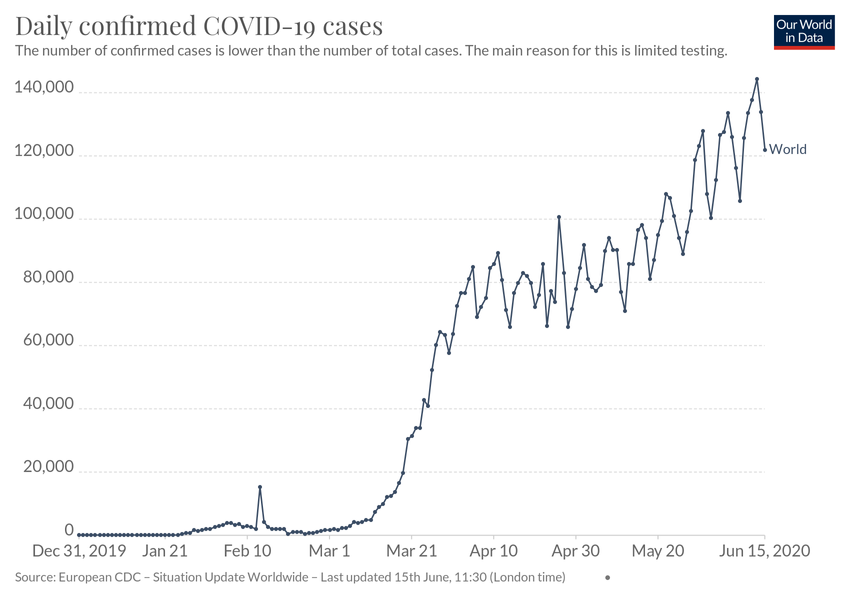 Daily confirmed COVID-19 cases
The number of confirmed cases is lower than the number of total cases. The main reason for this is limited testing.
Our World
in Data
140,000
120,000
World
100,000
80,000
60,000
40,000
20,000
0
Dec 31, 2019 Jan 21 Feb 10 Mar 1 Mar 21 Apr 10 Apr 30 May 20 Jun 15, 2020
Source: European CDC – Situation Update Worldwide – Last updated 15th June, 11:30 (London time) •